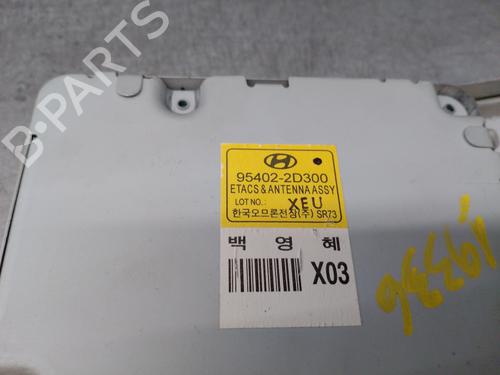 B-PARTS
95402-2D300
ETACS & ANTENNA ASSY
LOT NO.: XEU
한국오므론전장(주) SR73
백 영 혜
X03
19336